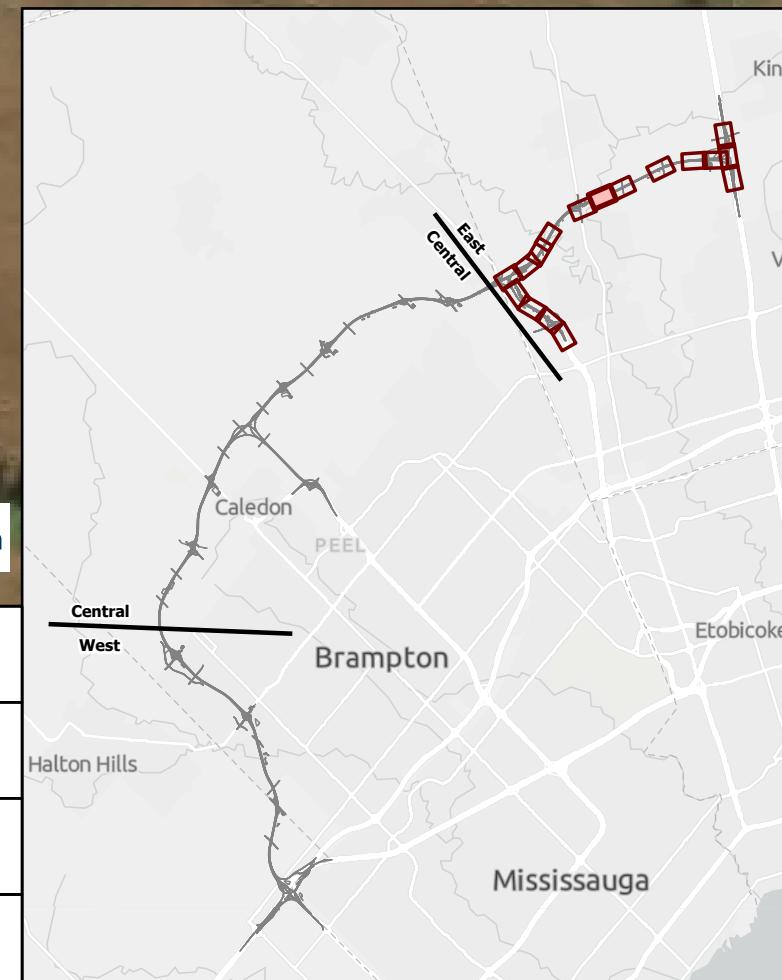 Kin
East
Central
Caledon
PEEL
Central
West
Etobicoke
Brampton
Halton Hills
Mississauga